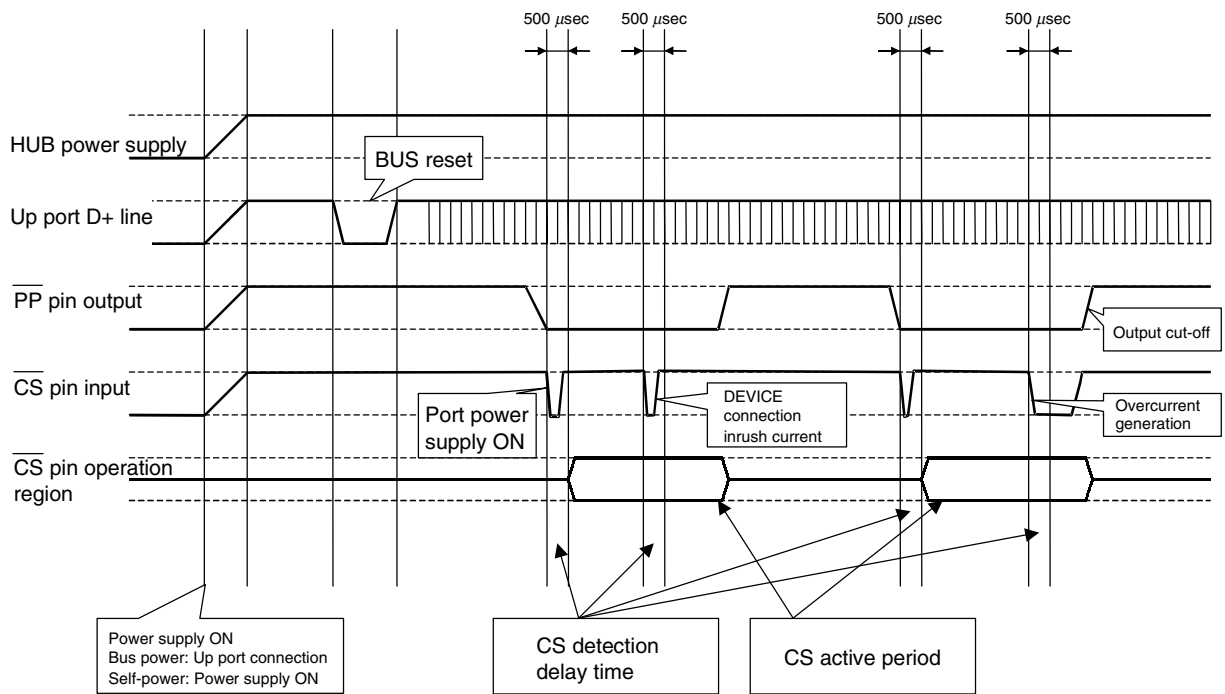 500 μsec
500 μsec
500 μsec
500 μsec
HUB power supply
BUS reset
Up port D+ line
PP pin output
Output cut-off
CS pin input
Port power
supply ON
DEVICE
connection
inrush current
Overcurrent
generation
CS pin operation
region
Power supply ON
Bus power: Up port connection
Self-power: Power supply ON
CS detection
delay time
CS active period